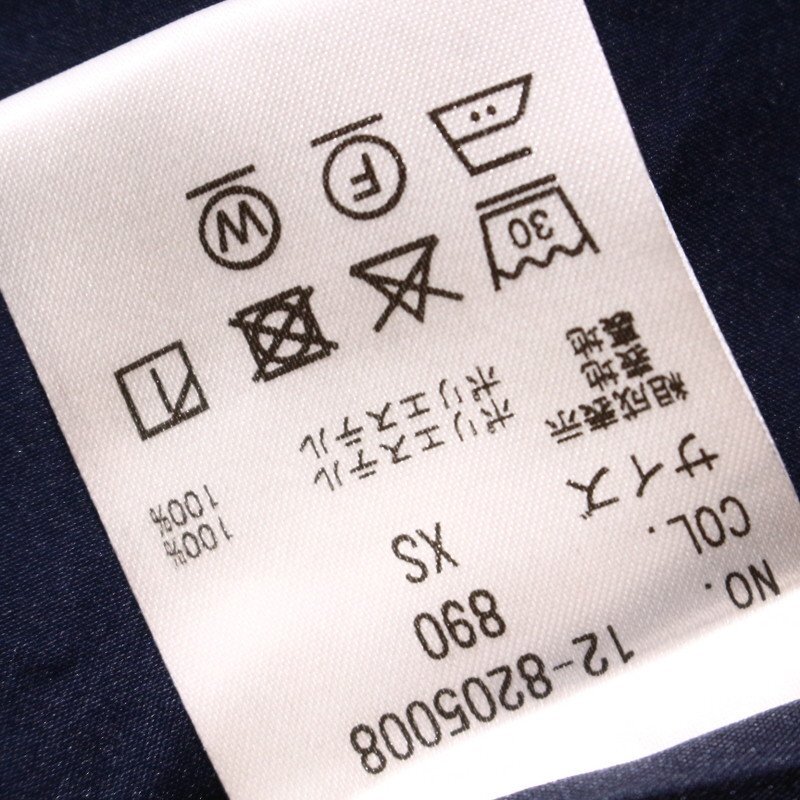 NO. 12-8205008
COL. 890
サイズ XS
組成表示
表地 ポリエステル 100%
裏地 ポリエステル 100%
30
F
W